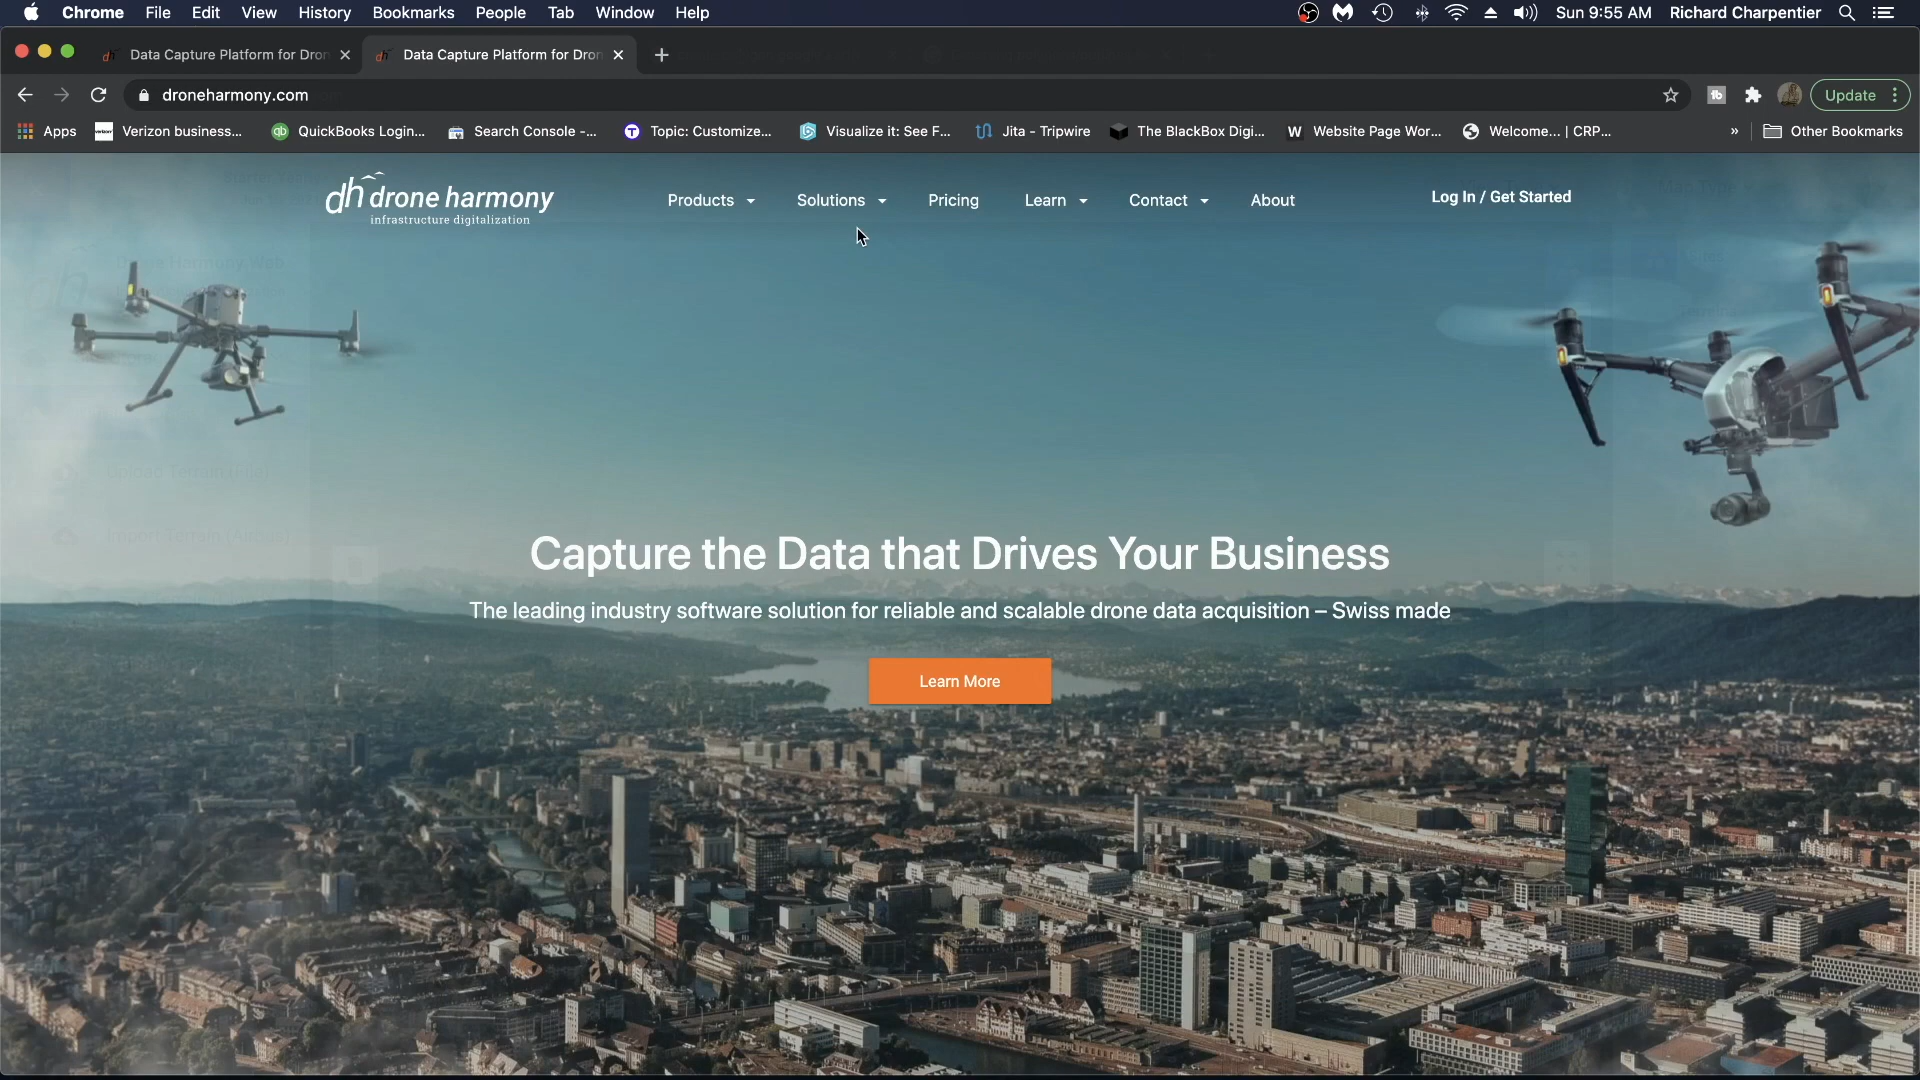 Chrome File Edit View History Bookmarks People Tab Window Help Sun 9:55 AM Richard Charpentier
Data Capture Platform for Dron Data Capture Platform for Dron
droneharmony.com Update
Apps Verizon business... QuickBooks Login... Search Console -... Topic: Customize... Visualize it: See F... Jita - Tripwire The BlackBox Digi... Website Page Wor... Welcome... | CRP... » Other Bookmarks
dh drone harmony
infrastructure digitalization
Products Solutions Pricing Learn Contact About Log In / Get Started
Capture the Data that Drives Your Business
The leading industry software solution for reliable and scalable drone data acquisition – Swiss made
Learn More